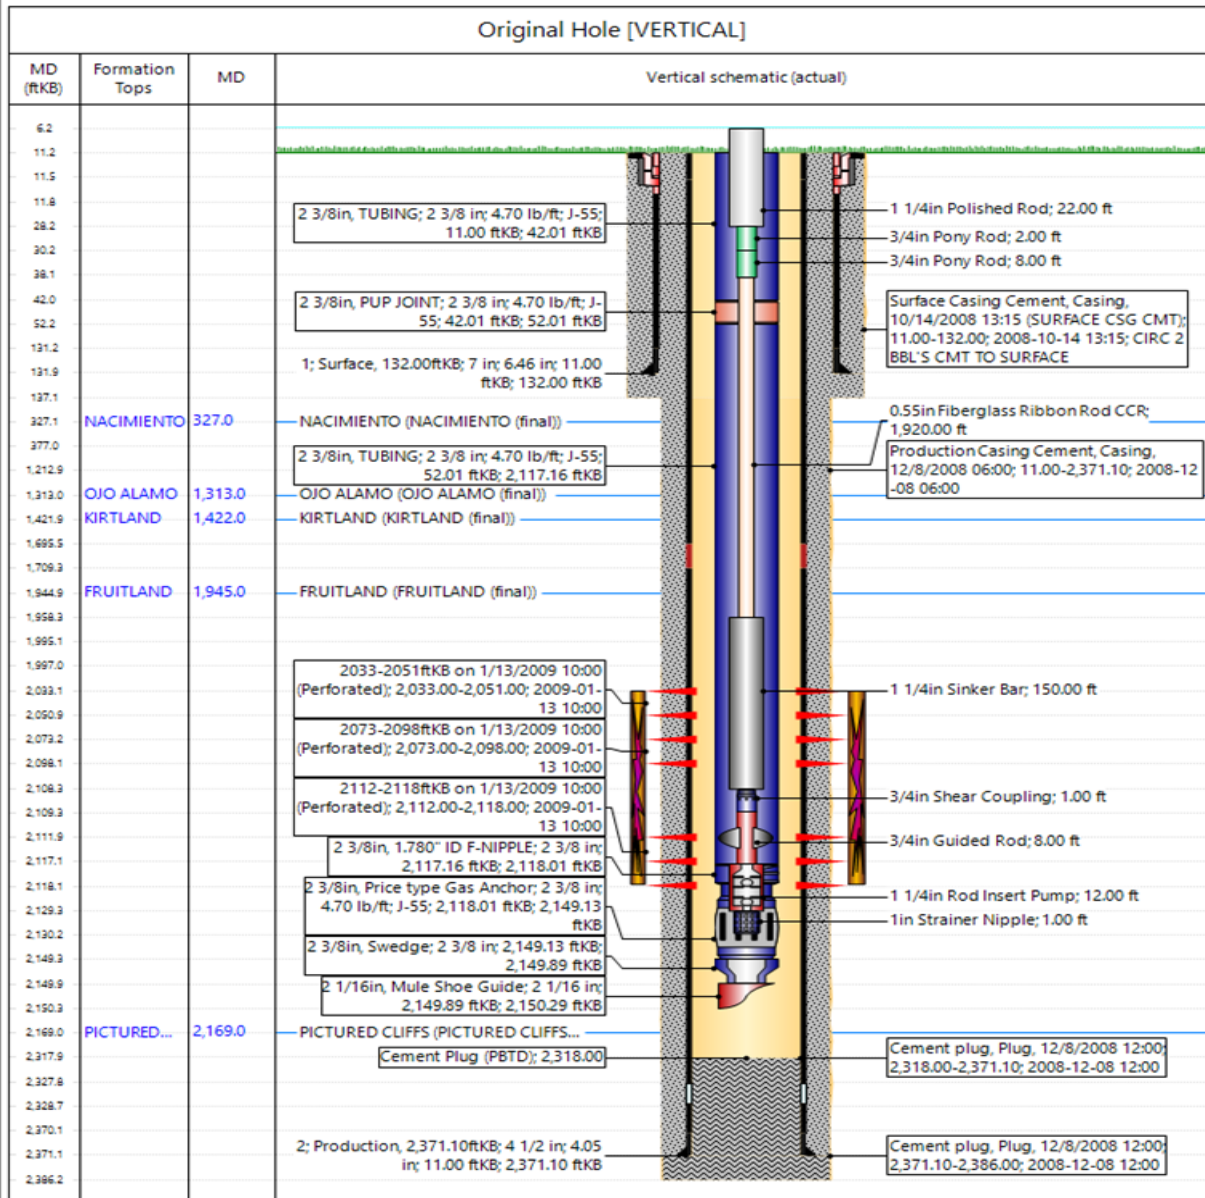 Original Hole [VERTICAL]
MD
(ftKB)
Formation
Tops
MD
Vertical schematic (actual)
6.2
11.2
11.5
11.8
28.2
30.2
38.1
42.0
52.2
131.2
131.9
137.1
327.1
377.0
1,212.9
1,313.0
1,421.9
1,695.5
1,709.3
1,944.9
1,958.3
1,995.1
1,997.0
2,033.1
2,050.9
2,073.2
2,098.1
2,108.3
2,109.3
2,111.9
2,117.1
2,118.1
2,129.3
2,130.2
2,149.3
2,149.9
2,150.3
2,169.0
2,317.9
2,327.8
2,328.7
2,370.1
2,371.1
2,386.2
NACIMIENTO 327.0
OJO ALAMO 1,313.0
KIRTLAND 1,422.0
FRUITLAND 1,945.0
PICTURED... 2,169.0
2 3/8in, TUBING; 2 3/8 in; 4.70 lb/ft; J-55;
11.00 ftKB; 42.01 ftKB
2 3/8in, PUP JOINT; 2 3/8 in; 4.70 lb/ft; J-
55; 42.01 ftKB; 52.01 ftKB
1; Surface, 132.00ftKB; 7 in; 6.46 in; 11.00
ftKB; 132.00 ftKB
NACIMIENTO (NACIMIENTO (final))
2 3/8in, TUBING; 2 3/8 in; 4.70 lb/ft; J-55;
52.01 ftKB; 2,117.16 ftKB
OJO ALAMO (OJO ALAMO (final))
KIRTLAND (KIRTLAND (final))
FRUITLAND (FRUITLAND (final))
2033-2051ftKB on 1/13/2009 10:00
(Perforated); 2,033.00-2,051.00; 2009-01-
13 10:00
2073-2098ftKB on 1/13/2009 10:00
(Perforated); 2,073.00-2,098.00; 2009-01-
13 10:00
2112-2118ftKB on 1/13/2009 10:00
(Perforated); 2,112.00-2,118.00; 2009-01-
13 10:00
2 3/8in, 1.780" ID F-NIPPLE; 2 3/8 in;
2,117.16 ftKB; 2,118.01 ftKB
2 3/8in, Price type Gas Anchor; 2 3/8 in;
4.70 lb/ft; J-55; 2,118.01 ftKB; 2,149.13
ftKB
2 3/8in, Swedge; 2 3/8 in; 2,149.13 ftKB;
2,149.89 ftKB
2 1/16in, Mule Shoe Guide; 2 1/16 in;
2,149.89 ftKB; 2,150.29 ftKB
PICTURED CLIFFS (PICTURED CLIFFS...
Cement Plug (PBTD); 2,318.00
2; Production, 2,371.10ftKB; 4 1/2 in; 4.05
in; 11.00 ftKB; 2,371.10 ftKB
1 1/4in Polished Rod; 22.00 ft
3/4in Pony Rod; 2.00 ft
3/4in Pony Rod; 8.00 ft
Surface Casing Cement, Casing,
10/14/2008 13:15 (SURFACE CSG CMT);
11.00-132.00; 2008-10-14 13:15; CIRC 2
BBL'S CMT TO SURFACE
0.55in Fiberglass Ribbon Rod CCR;
1,920.00 ft
Production Casing Cement, Casing,
12/8/2008 06:00; 11.00-2,371.10; 2008-12
-08 06:00
1 1/4in Sinker Bar; 150.00 ft
3/4in Shear Coupling; 1.00 ft
3/4in Guided Rod; 8.00 ft
1 1/4in Rod Insert Pump; 12.00 ft
1in Strainer Nipple; 1.00 ft
Cement plug, Plug, 12/8/2008 12:00;
2,318.00-2,371.10; 2008-12-08 12:00
Cement plug, Plug, 12/8/2008 12:00;
2,371.10-2,386.00; 2008-12-08 12:00